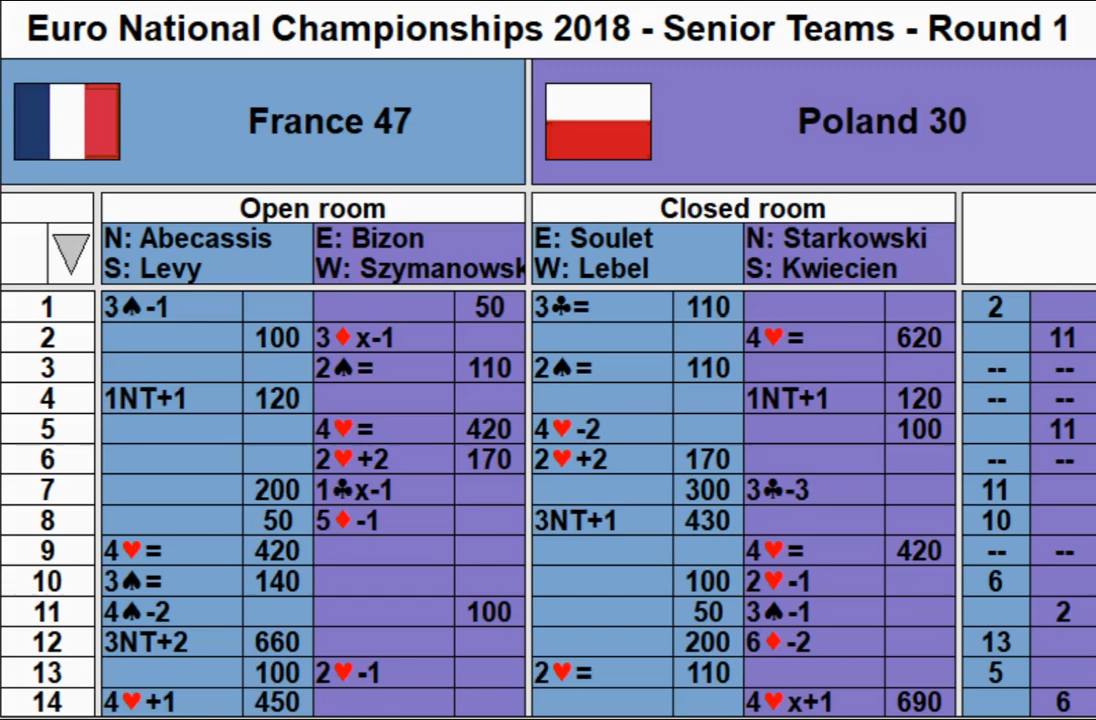 Euro National Championships 2018 - Senior Teams - Round 1
France 47 Poland 30
Open room Closed room
N: Abecassis E: Bizon E: Soulet N: Starkowski
S: Levy W: Szymanowsk W: Lebel S: Kwiecien
1 3♠-1 50 3♣= 110 2
2 100 3♦x-1 4♥= 620 11
3 2♠= 110 2♠= 110 -- --
4 1NT+1 120 1NT+1 120 -- --
5 4♥= 420 4♥-2 100 11
6 2♥+2 170 2♥+2 170 -- --
7 200 1♣x-1 300 3♣-3 11
8 50 5♦-1 3NT+1 430 10
9 4♥= 420 4♥= 420 -- --
10 3♠= 140 100 2♥-1 6
11 4♠-2 100 50 3♠-1 2
12 3NT+2 660 200 6♦-2 13
13 100 2♥-1 2♥= 110 5
14 4♥+1 450 4♥x+1 690 6